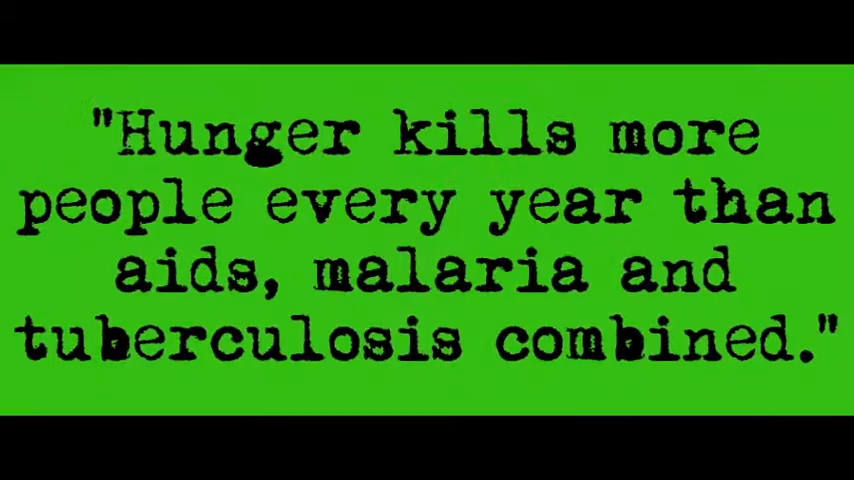 "Hunger kills more
people every year than
aids, malaria and
tuberculosis combined."